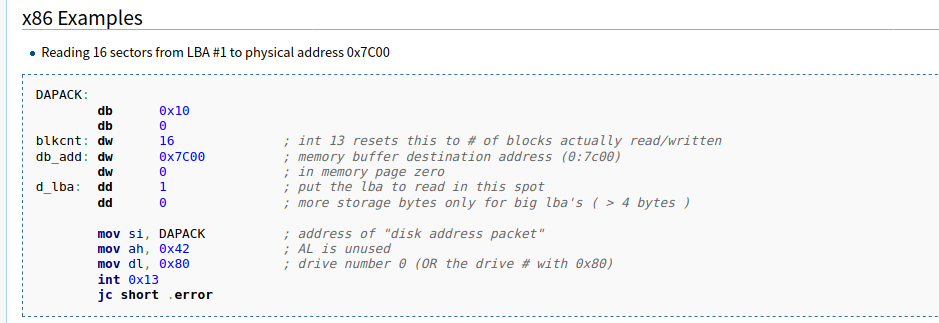 x86 Examples
Reading 16 sectors from LBA #1 to physical address 0x7C00
DAPACK:
db 0x10
db 0
blkcnt: dw 16 ; int 13 resets this to # of blocks actually read/written
db_add: dw 0x7C00 ; memory buffer destination address (0:7c00)
dw 0 ; in memory page zero
d_lba: dd 1 ; put the lba to read in this spot
dd 0 ; more storage bytes only for big lba's ( > 4 bytes )
mov si, DAPACK ; address of "disk address packet"
mov ah, 0x42 ; AL is unused
mov dl, 0x80 ; drive number 0 (OR the drive # with 0x80)
int 0x13
jc short .error